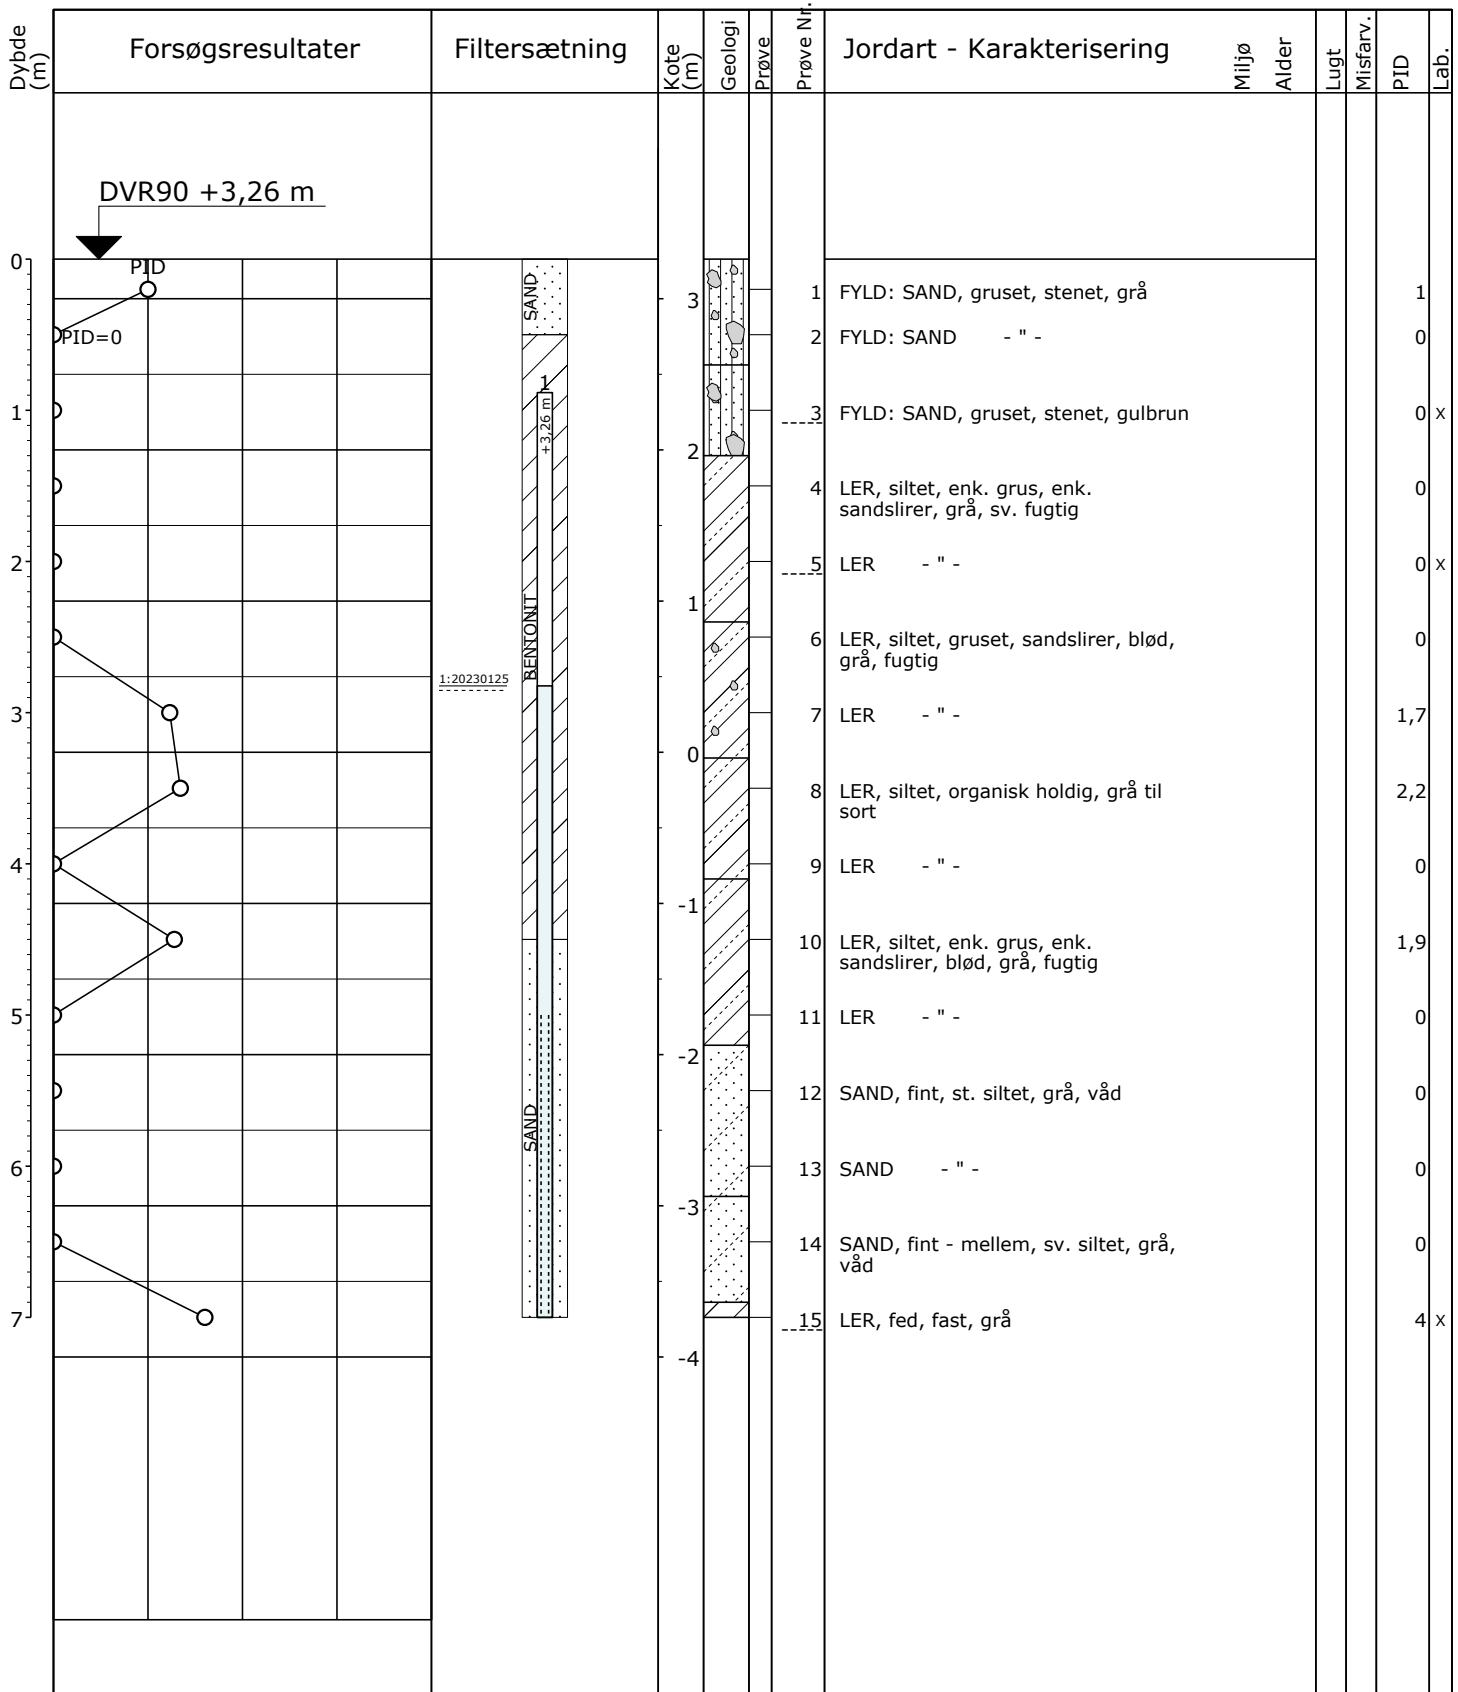 Dybde (m)
Forsøgsresultater
Filtersætning
Kote (m)
Geologi
Prøve
Prøve Nr.
Jordart - Karakterisering
Miljø
Alder
Lugt
Misfarv.
PID
Lab.
DVR90 +3,26 m
0
PID
SAND
3
1 FYLD: SAND, gruset, stenet, grå 1
PID=0
2 FYLD: SAND - " - 0
1
1
+3,26 m
3 FYLD: SAND, gruset, stenet, gulbrun 0 X
2
4 LER, siltet, enk. grus, enk. 0
sandslirer, grå, sv. fugtig
2
5 LER - " - 0 X
1
BENTONIT
6 LER, siltet, gruset, sandslirer, blød, 0
grå, fugtig
1:20230125
3
7 LER - " - 1,7
0
8 LER, siltet, organisk holdig, grå til 2,2
sort
4
9 LER - " - 0
-1
10 LER, siltet, enk. grus, enk. 1,9
sandslirer, blød, grå, fugtig
5
11 LER - " - 0
-2
12 SAND, fint, st. siltet, grå, våd 0
SAND
6
13 SAND - " - 0
-3
14 SAND, fint - mellem, sv. siltet, grå, 0
våd
7
15 LER, fed, fast, grå 4 X
-4